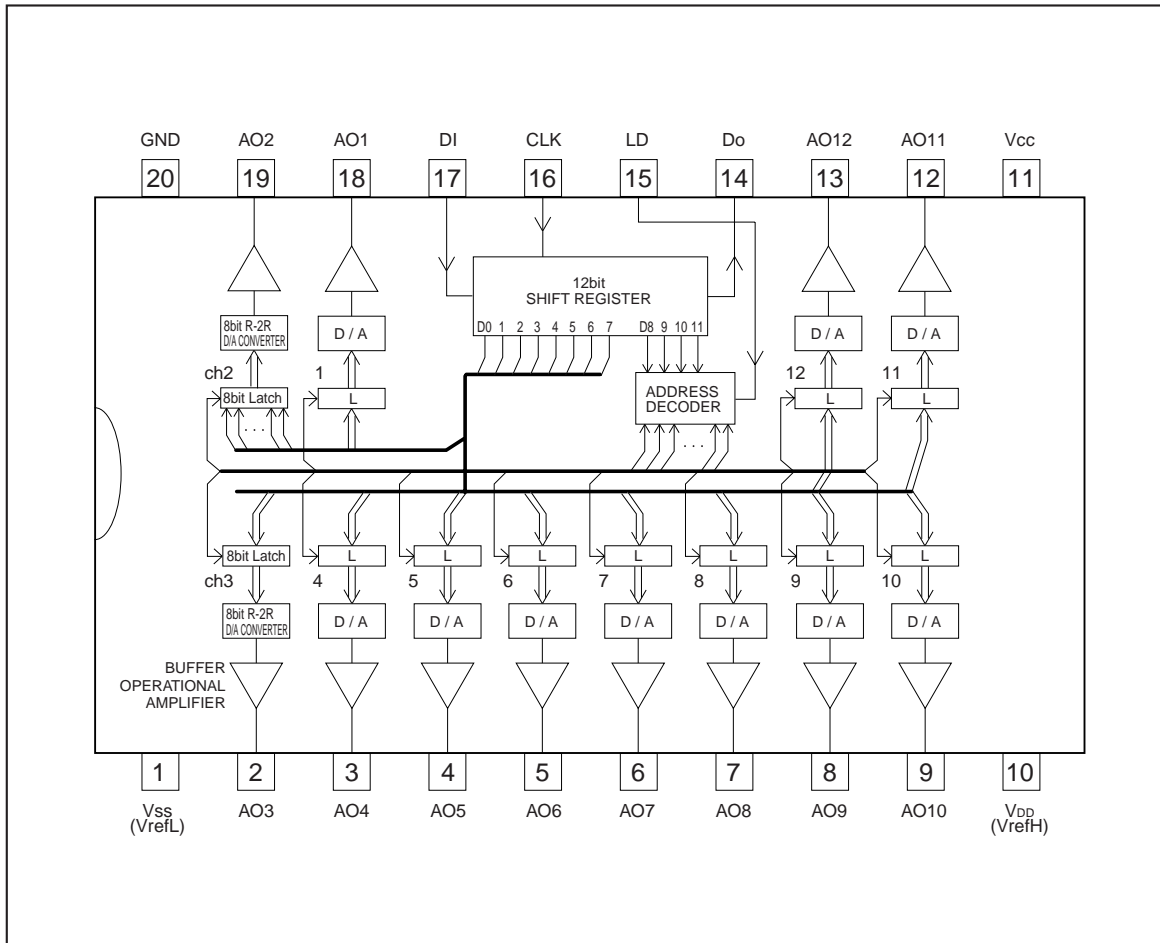 GND AO2 AO1 DI CLK LD Do AO12 AO11 Vcc
20 19 18 17 16 15 14 13 12 11
12bit
SHIFT REGISTER
D0 1 2 3 4 5 6 7 D8 9 10 11
8bit R-2R
D/A CONVERTER
D / A
D / A
D / A
ch2
1
12
11
8bit Latch
L
L
L
ADDRESS
DECODER
. . .
. . .
8bit Latch
L
L
L
L
L
L
L
ch3
4
5
6
7
8
9
10
8bit R-2R
D/A CONVERTER
D / A
D / A
D / A
D / A
D / A
D / A
D / A
BUFFER
OPERATIONAL
AMPLIFIER
1 2 3 4 5 6 7 8 9 10
Vss AO3 AO4 AO5 AO6 AO7 AO8 AO9 AO10 VDD
(VrefL) (VrefH)